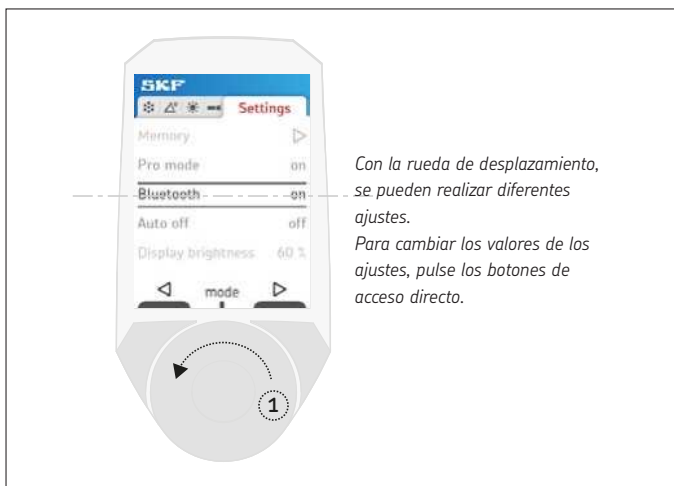 SKF
Settings
Memory
Pro mode on
Bluetooth on
Auto off off
Display brightness 60 %
mode
1
Con la rueda de desplazamiento,
se pueden realizar diferentes
ajustes.
Para cambiar los valores de los
ajustes, pulse los botones de
acceso directo.